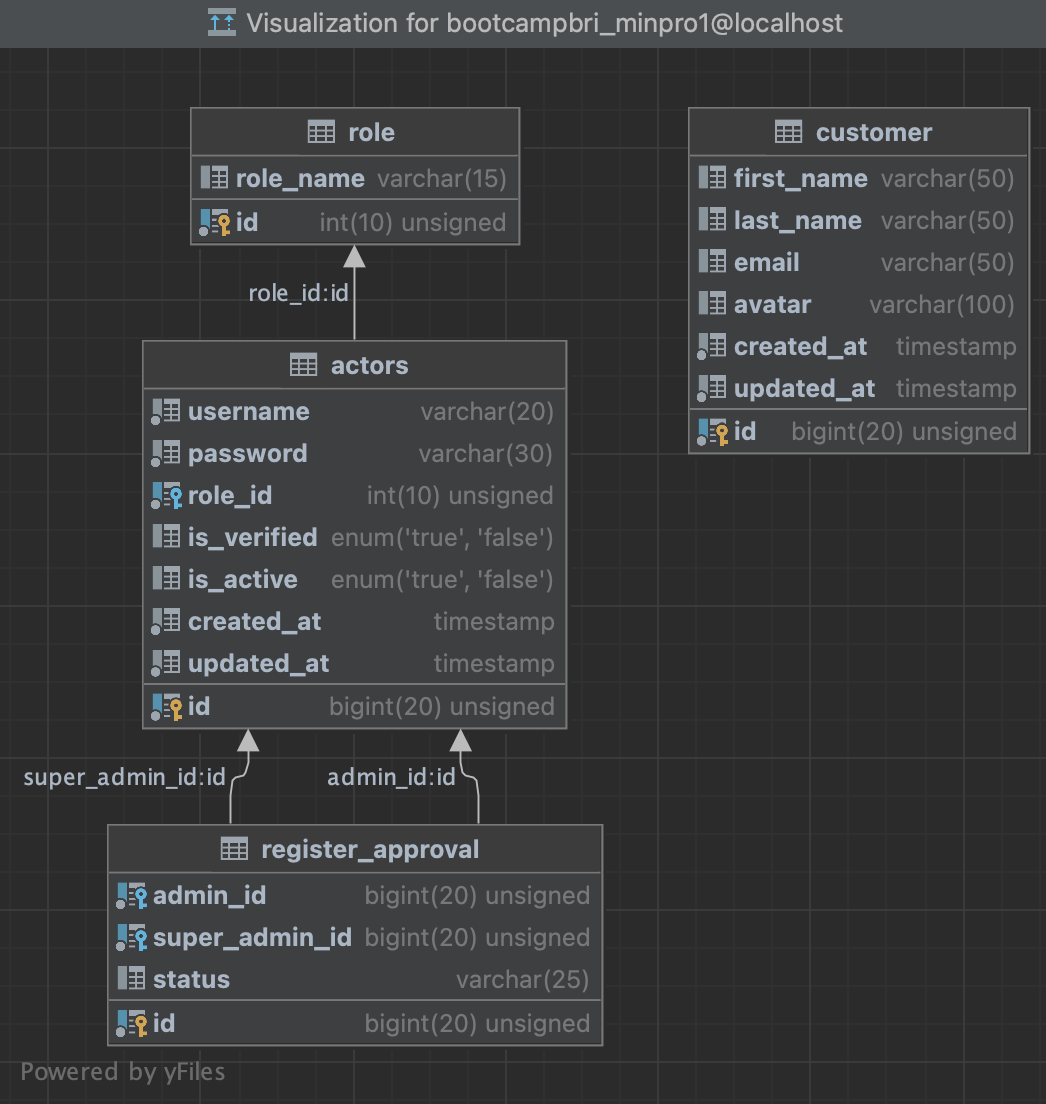 Visualization for bootcampbri_minpro1@localhost
role
role_name varchar(15)
id int(10) unsigned
customer
first_name varchar(50)
last_name varchar(50)
email varchar(50)
avatar varchar(100)
created_at timestamp
updated_at timestamp
id bigint(20) unsigned
role_id:id
actors
username varchar(20)
password varchar(30)
role_id int(10) unsigned
is_verified enum('true', 'false')
is_active enum('true', 'false')
created_at timestamp
updated_at timestamp
id bigint(20) unsigned
super_admin_id:id
admin_id:id
register_approval
admin_id bigint(20) unsigned
super_admin_id bigint(20) unsigned
status varchar(25)
id bigint(20) unsigned
Powered by yFiles